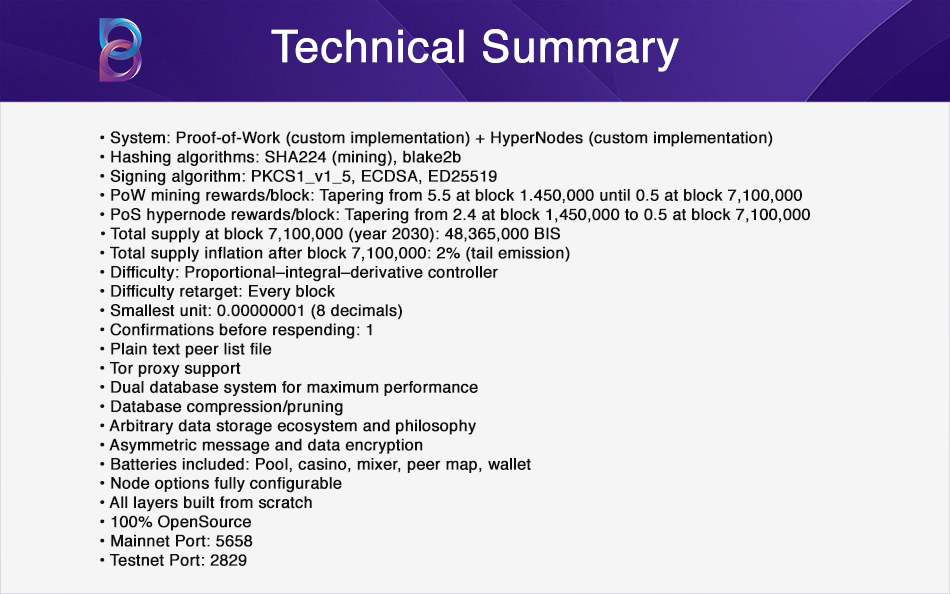 Technical Summary
• System: Proof-of-Work (custom implementation) + HyperNodes (custom implementation)
• Hashing algorithms: SHA224 (mining), blake2b
• Signing algorithm: PKCS1_v1_5, ECDSA, ED25519
• PoW mining rewards/block: Tapering from 5.5 at block 1.450,000 until 0.5 at block 7,100,000
• PoS hypernode rewards/block: Tapering from 2.4 at block 1,450,000 to 0.5 at block 7,100,000
• Total supply at block 7,100,000 (year 2030): 48,365,000 BIS
• Total supply inflation after block 7,100,000: 2% (tail emission)
• Difficulty: Proportional–integral–derivative controller
• Difficulty retarget: Every block
• Smallest unit: 0.00000001 (8 decimals)
• Confirmations before respending: 1
• Plain text peer list file
• Tor proxy support
• Dual database system for maximum performance
• Database compression/pruning
• Arbitrary data storage ecosystem and philosophy
• Asymmetric message and data encryption
• Batteries included: Pool, casino, mixer, peer map, wallet
• Node options fully configurable
• All layers built from scratch
• 100% OpenSource
• Mainnet Port: 5658
• Testnet Port: 2829